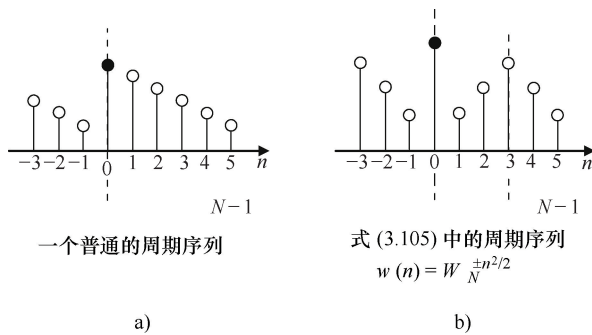 -3 -2 -1 0 1 2 3 4 5 n
N-1
一个普通的周期序列
a)
-3 -2 -1 0 1 2 3 4 5 n
N-1
式 (3.105) 中的周期序列
w (n) = W_N^{±n²/2}
b)